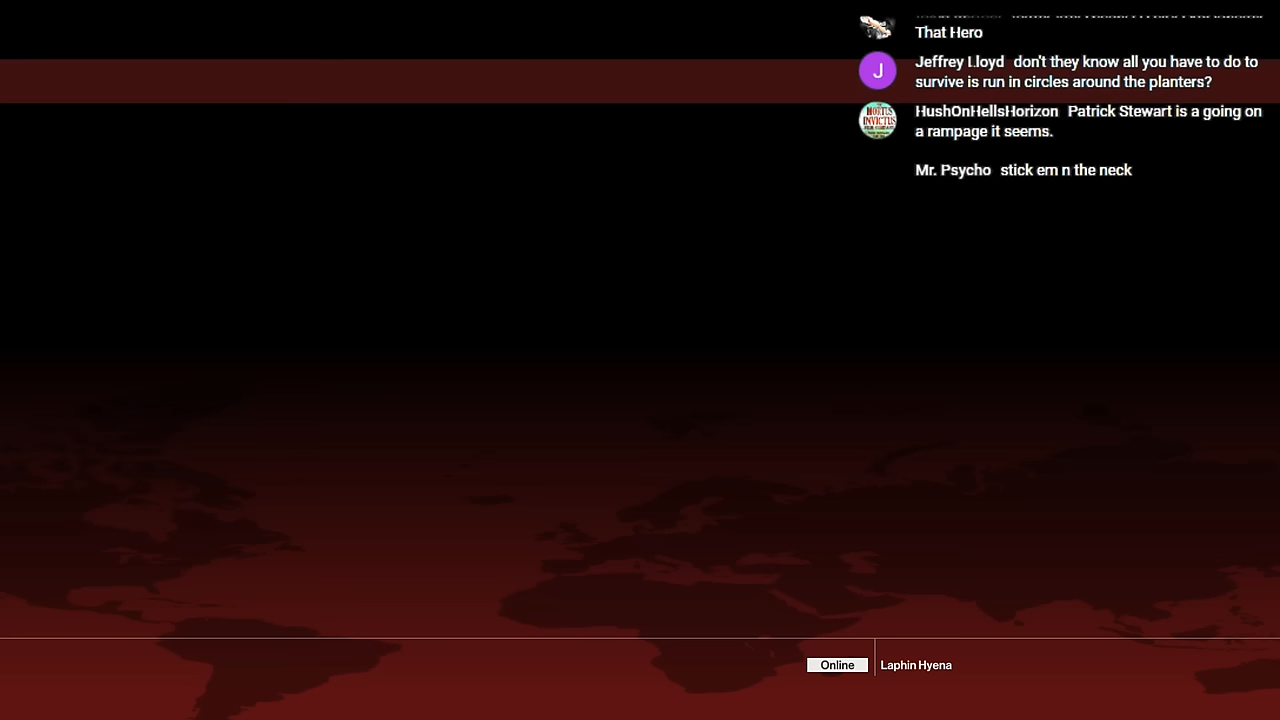 That Hero
Jeffrey Lloyd don't they know all you have to do to
survive is run in circles around the planters?
HushOnHellsHorizon Patrick Stewart is a going on
a rampage it seems.
Mr. Psycho stick em n the neck
Online Laphin Hyena